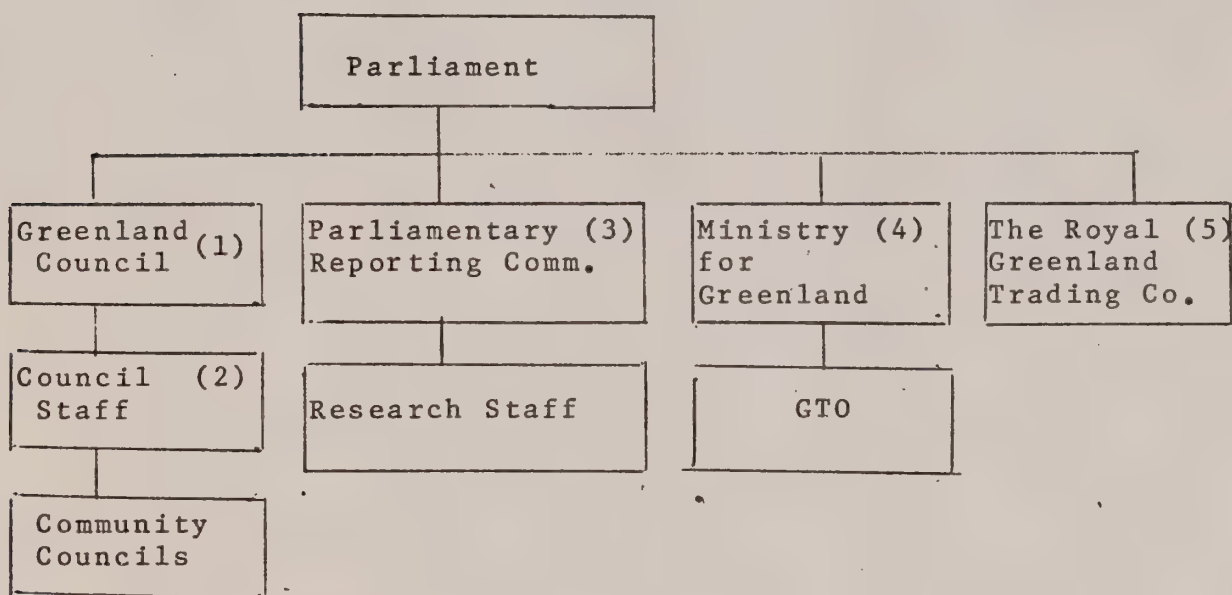 Parliament
Greenland
Council (1)
Parliamentary (3)
Reporting Comm.
Ministry (4)
for
Greenland
The Royal (5)
Greenland
Trading Co.
Council (2)
Staff
Research Staff
GTO
Community
Councils